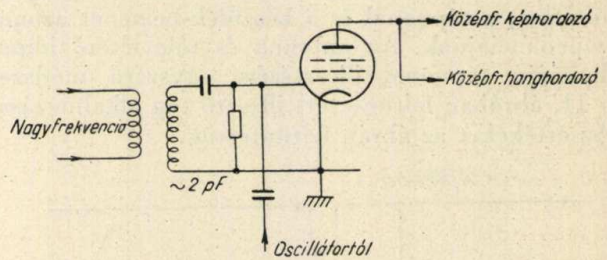 Középfr. képhordozó
Középfr. hanghordozó
Nagyfrekvencia
~2 pF
Oscillátortól